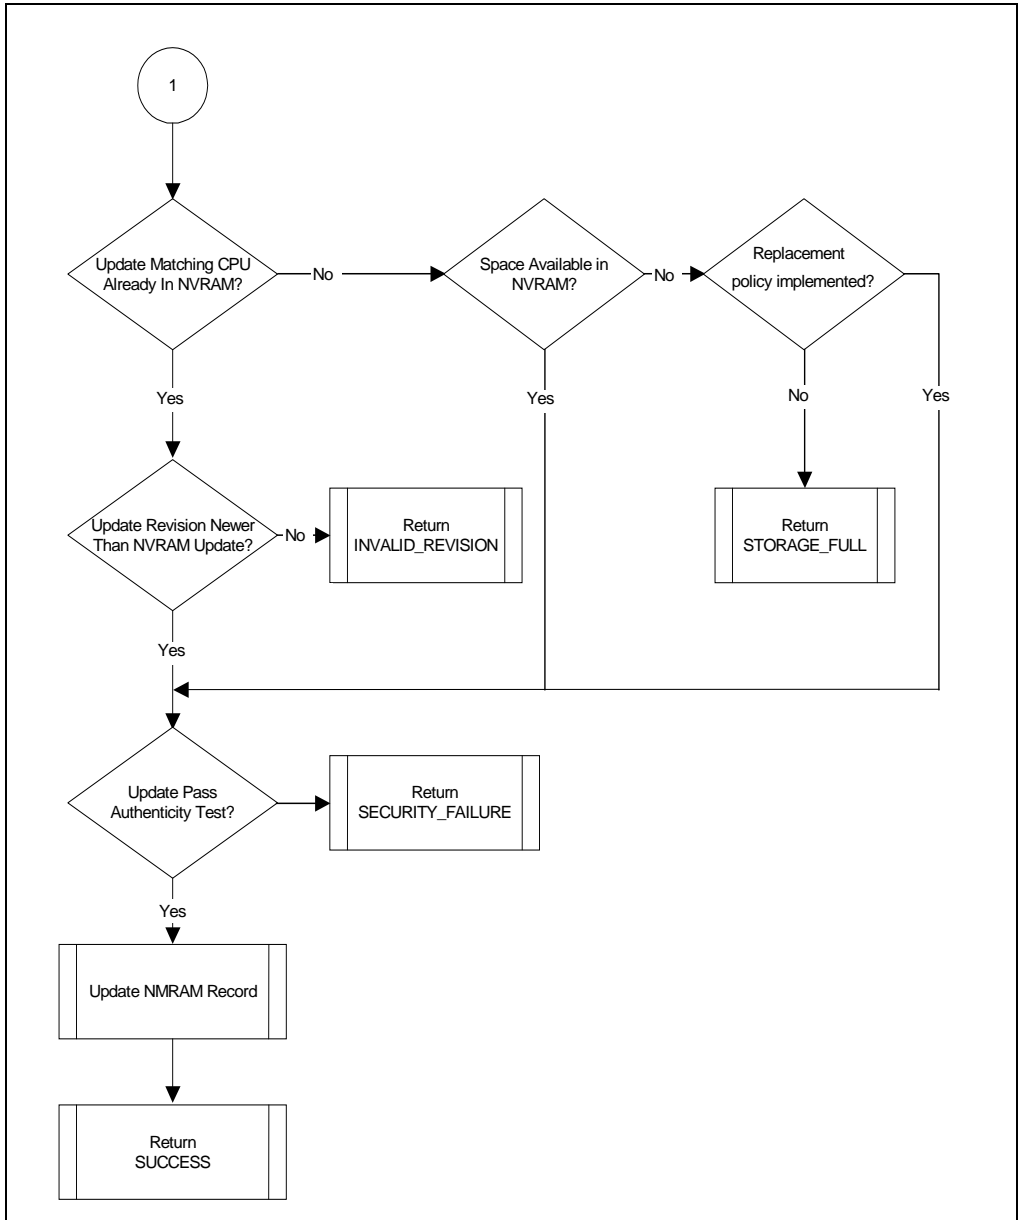 1
Update Matching CPU
Already In NVRAM?
No
Space Available in
NVRAM?
No
Replacement
policy implemented?
Yes
Yes
No
Yes
Update Revision Newer
Than NVRAM Update?
No
Return
INVALID_REVISION
Return
STORAGE_FULL
Yes
Update Pass
Authenticity Test?
Return
SECURITY_FAILURE
Yes
Update NMRAM Record
Return
SUCCESS